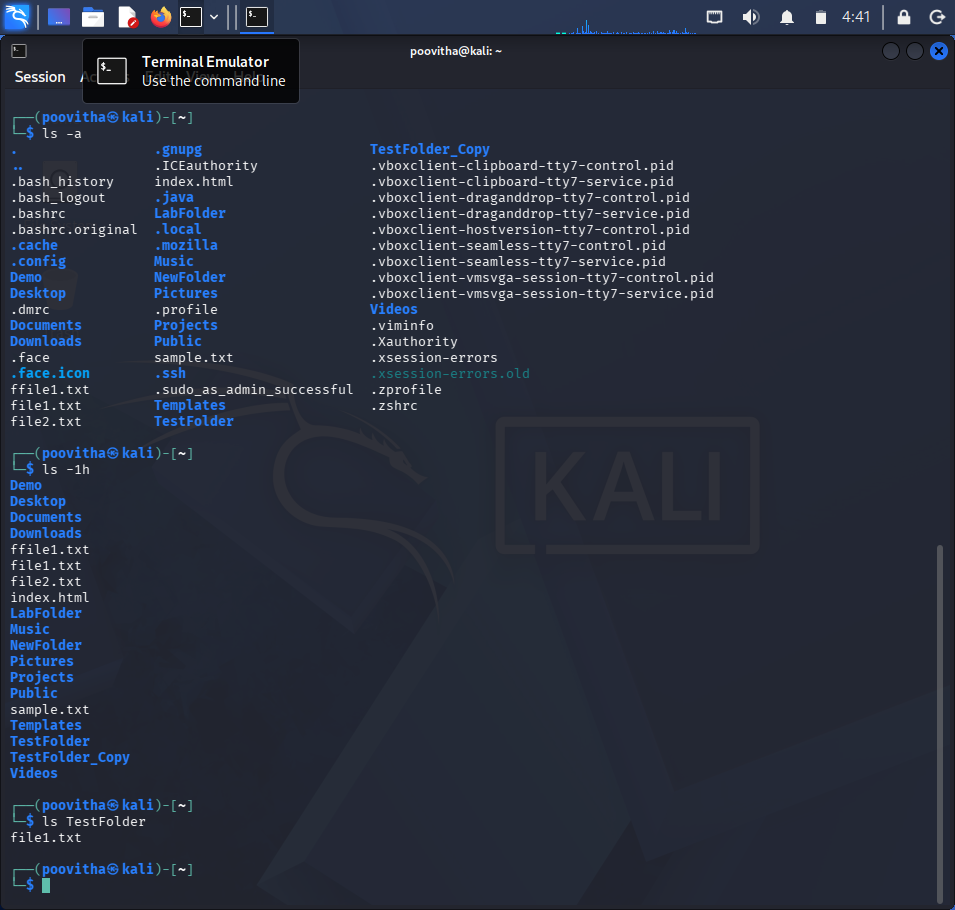 4:41
poovitha@kali: ~
Terminal Emulator
Use the command line
Session
┌──(poovitha㉿kali)-[~]
└─$ ls -a
.                 .gnupg                     TestFolder_Copy
..                .ICEauthority              .vboxclient-clipboard-tty7-control.pid
.bash_history     index.html                 .vboxclient-clipboard-tty7-service.pid
.bash_logout      .java                      .vboxclient-draganddrop-tty7-control.pid
.bashrc           LabFolder                  .vboxclient-draganddrop-tty7-service.pid
.bashrc.original  .local                     .vboxclient-hostversion-tty7-control.pid
.cache            .mozilla                   .vboxclient-seamless-tty7-control.pid
.config           Music                      .vboxclient-seamless-tty7-service.pid
Demo              NewFolder                  .vboxclient-vmsvga-session-tty7-control.pid
Desktop           Pictures                   .vboxclient-vmsvga-session-tty7-service.pid
.dmrc             .profile                   Videos
Documents         Projects                   .viminfo
Downloads         Public                     .Xauthority
.face             sample.txt                 .xsession-errors
.face.icon        .ssh                       .xsession-errors.old
ffile1.txt        .sudo_as_admin_successful  .zprofile
file1.txt         Templates                  .zshrc
file2.txt         TestFolder
┌──(poovitha㉿kali)-[~]
└─$ ls -1h
Demo
Desktop
Documents
Downloads
ffile1.txt
file1.txt
file2.txt
index.html
LabFolder
Music
NewFolder
Pictures
Projects
Public
sample.txt
Templates
TestFolder
TestFolder_Copy
Videos
┌──(poovitha㉿kali)-[~]
└─$ ls TestFolder
file1.txt
┌──(poovitha㉿kali)-[~]
└─$
KALI